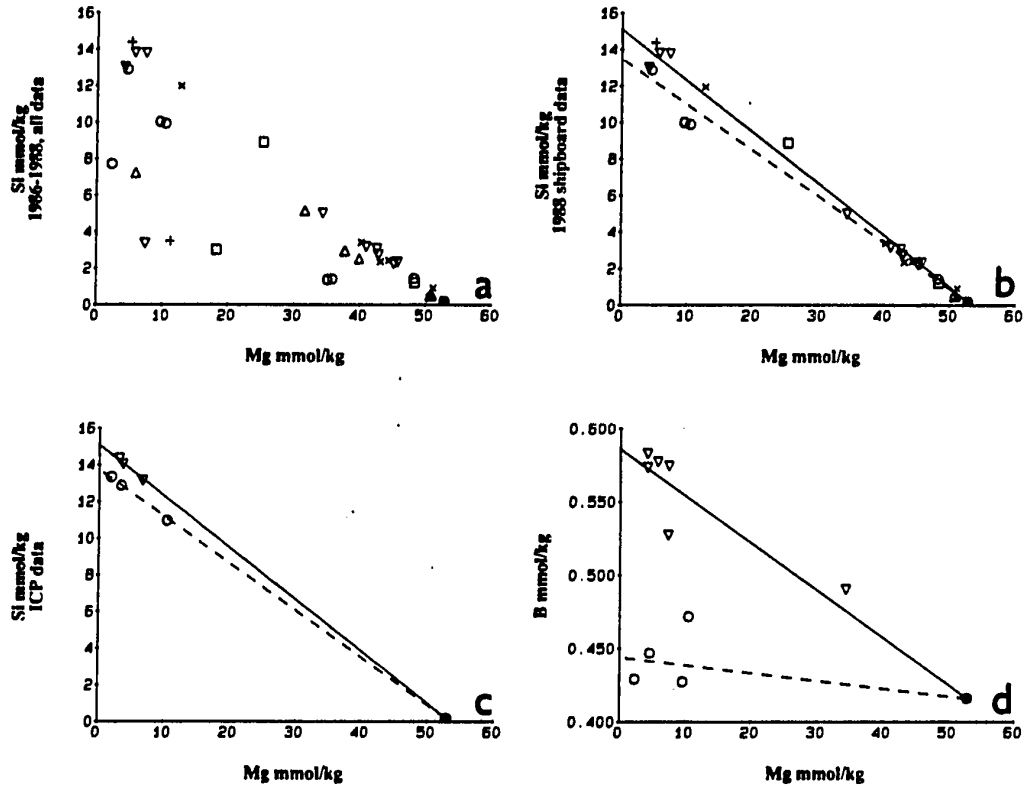 16
14
12
10
8
6
4
2
0
0 10 20 30 40 50 60
Si mmol/kg
1986-1988, all data
Mg mmol/kg
a
16
14
12
10
8
6
4
2
0
0 10 20 30 40 50 60
Si mmol/kg
1988 shipboard data
Mg mmol/kg
b
16
14
12
10
8
6
4
2
0
0 10 20 30 40 50 60
Si mmol/kg
ICP data
Mg mmol/kg
c
0.600
0.550
0.500
0.450
0.400
0 10 20 30 40 50 60
B mmol/kg
Mg mmol/kg
d